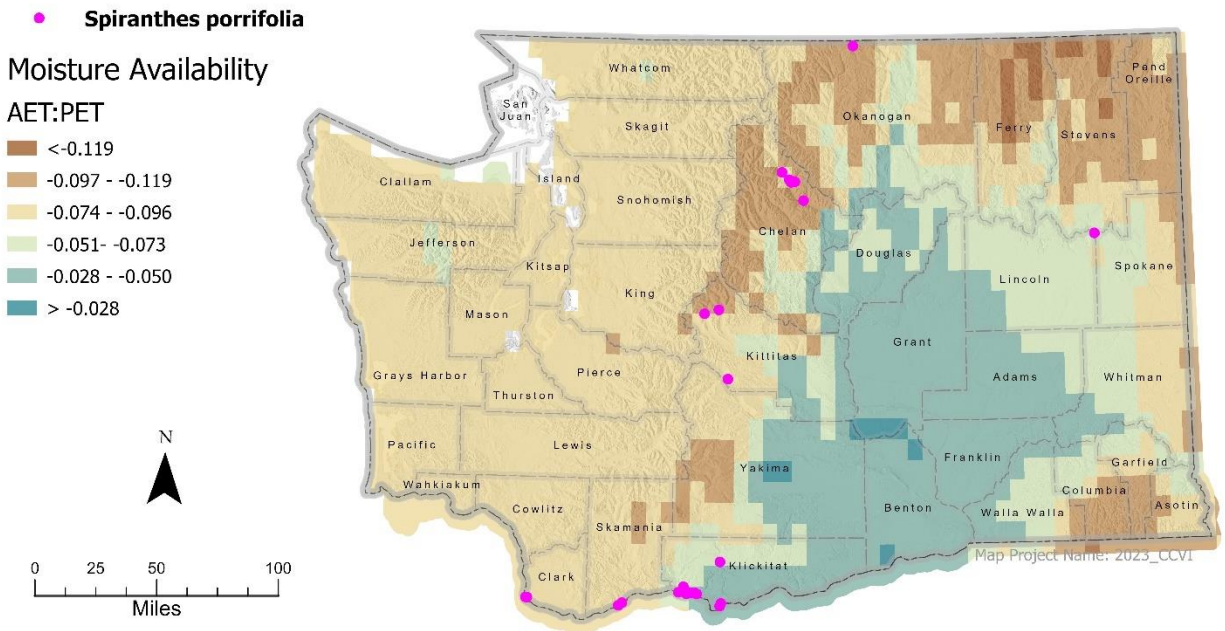 Spiranthes porrifolia
Moisture Availability
AET:PET
<-0.119
-0.097 - -0.119
-0.074 - -0.096
-0.051- -0.073
-0.028 - -0.050
> -0.028
N
0 25 50 100
Miles
Whatcom
San
Juan
Skagit
Island
Clallam
Snohomish
Jefferson
Kitsap
King
Mason
Grays Harbor
Pierce
Thurston
Pacific
Lewis
Wahkiakum
Cowlitz
Skamania
Clark
Okanogan
Ferry
Stevens
Pand
Oreille
Chelan
Douglas
Lincoln
Spokane
Kittitas
Grant
Adams
Whitman
Yakima
Franklin
Garfield
Columbia
Asotin
Walla Walla
Benton
Klickitat
Map Project Name: 2023_CCVI